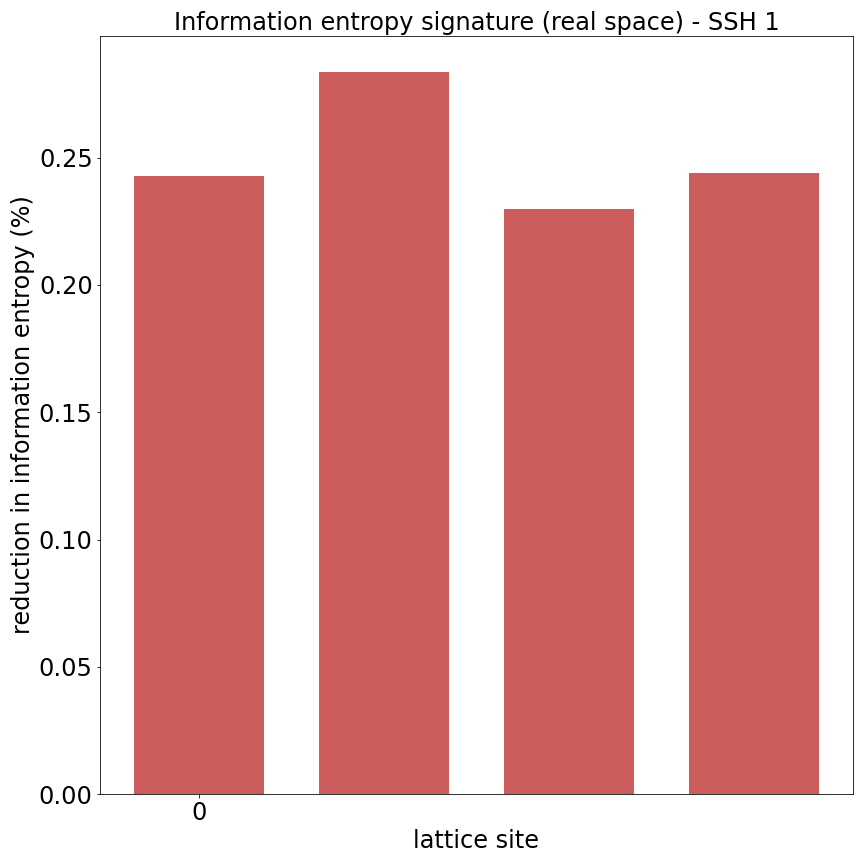 Information entropy signature (real space) - SSH 1
reduction in information entropy (%)
0.25
0.20
0.15
0.10
0.05
0.00
0
lattice site